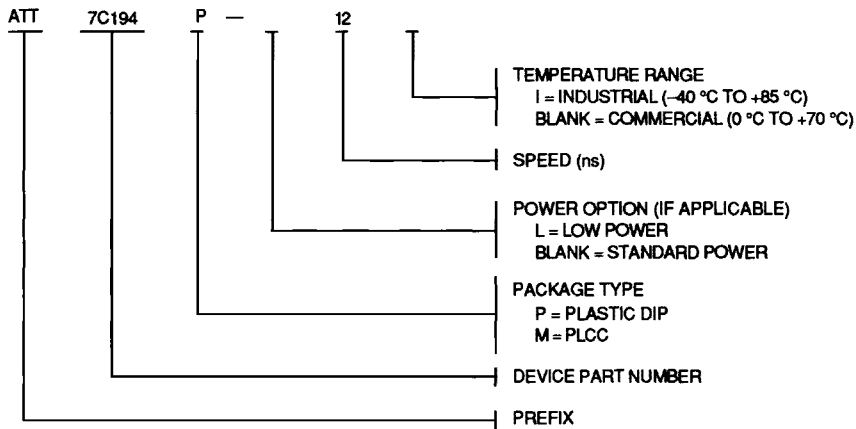 ATT 7C194 P — 12
TEMPERATURE RANGE
I = INDUSTRIAL (–40 °C TO +85 °C)
BLANK = COMMERCIAL (0 °C TO +70 °C)
SPEED (ns)
POWER OPTION (IF APPLICABLE)
L = LOW POWER
BLANK = STANDARD POWER
PACKAGE TYPE
P = PLASTIC DIP
M = PLCC
DEVICE PART NUMBER
PREFIX